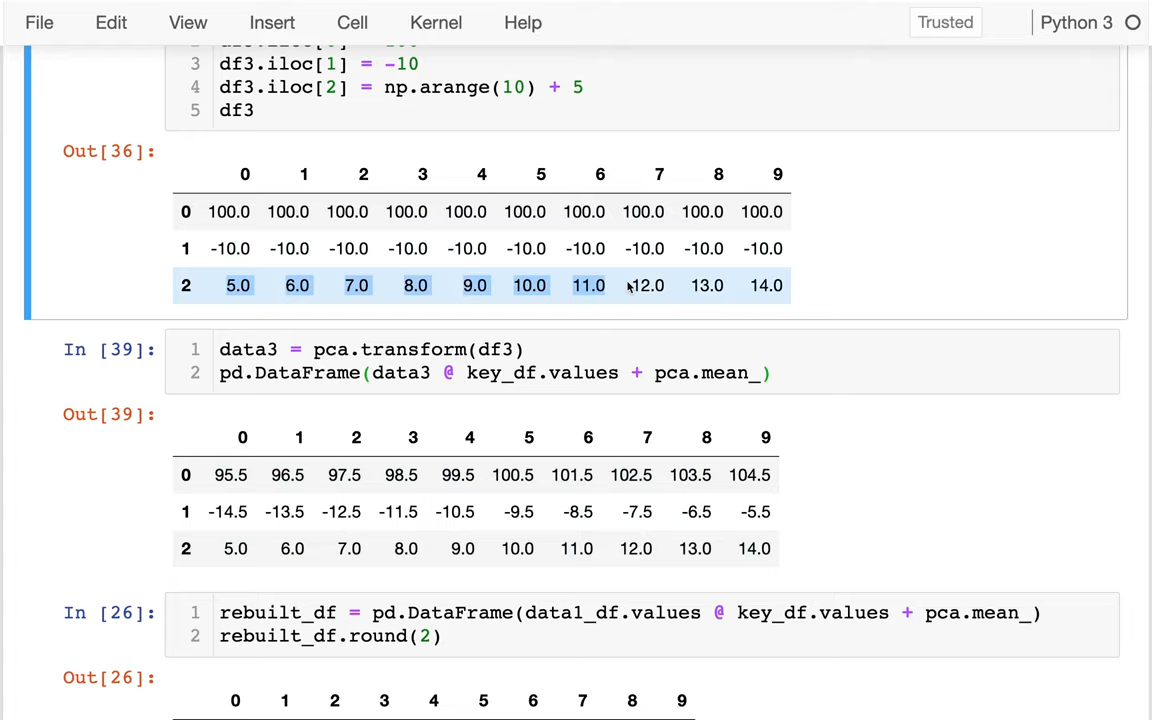 File Edit View Insert Cell Kernel Help Trusted Python 3
3 df3.iloc[1] = -10
4 df3.iloc[2] = np.arange(10) + 5
5 df3
Out[36]:
0 1 2 3 4 5 6 7 8 9
0 100.0 100.0 100.0 100.0 100.0 100.0 100.0 100.0 100.0 100.0
1 -10.0 -10.0 -10.0 -10.0 -10.0 -10.0 -10.0 -10.0 -10.0 -10.0
2 5.0 6.0 7.0 8.0 9.0 10.0 11.0 12.0 13.0 14.0
In [39]: 1 data3 = pca.transform(df3)
2 pd.DataFrame(data3 @ key_df.values + pca.mean_)
Out[39]:
0 1 2 3 4 5 6 7 8 9
0 95.5 96.5 97.5 98.5 99.5 100.5 101.5 102.5 103.5 104.5
1 -14.5 -13.5 -12.5 -11.5 -10.5 -9.5 -8.5 -7.5 -6.5 -5.5
2 5.0 6.0 7.0 8.0 9.0 10.0 11.0 12.0 13.0 14.0
In [26]: 1 rebuilt_df = pd.DataFrame(data1_df.values @ key_df.values + pca.mean_)
2 rebuilt_df.round(2)
Out[26]:
0 1 2 3 4 5 6 7 8 9